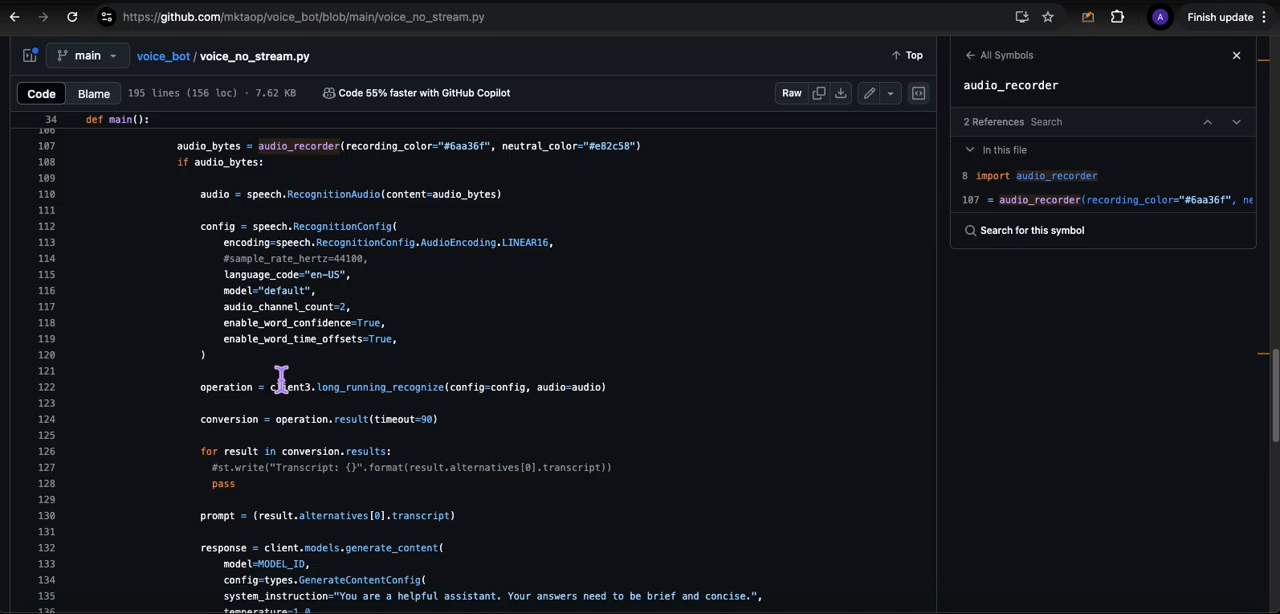 https://github.com/mktaop/voice_bot/blob/main/voice_no_stream.py
A
Finish update
main
voice_bot / voice_no_stream.py
Top
All Symbols
audio_recorder
Code
Blame
195 lines (156 loc) · 7.62 KB
Code 55% faster with GitHub Copilot
Raw
2 References Search
In this file
8 import audio_recorder
107 = audio_recorder(recording_color="#6aa36f", ne
Search for this symbol
34 def main():
106
107 audio_bytes = audio_recorder(recording_color="#6aa36f", neutral_color="#e82c58")
108 if audio_bytes:
109
110 audio = speech.RecognitionAudio(content=audio_bytes)
111
112 config = speech.RecognitionConfig(
113 encoding=speech.RecognitionConfig.AudioEncoding.LINEAR16,
114 #sample_rate_hertz=44100,
115 language_code="en-US",
116 model="default",
117 audio_channel_count=2,
118 enable_word_confidence=True,
119 enable_word_time_offsets=True,
120 )
121
122 operation = client3.long_running_recognize(config=config, audio=audio)
123
124 conversion = operation.result(timeout=90)
125
126 for result in conversion.results:
127 #st.write("Transcript: {}".format(result.alternatives[0].transcript))
128 pass
129
130 prompt = (result.alternatives[0].transcript)
131
132 response = client.models.generate_content(
133 model=MODEL_ID,
134 config=types.GenerateContentConfig(
135 system_instruction="You are a helpful assistant. Your answers need to be brief and concise.",
136 temperature=1.0